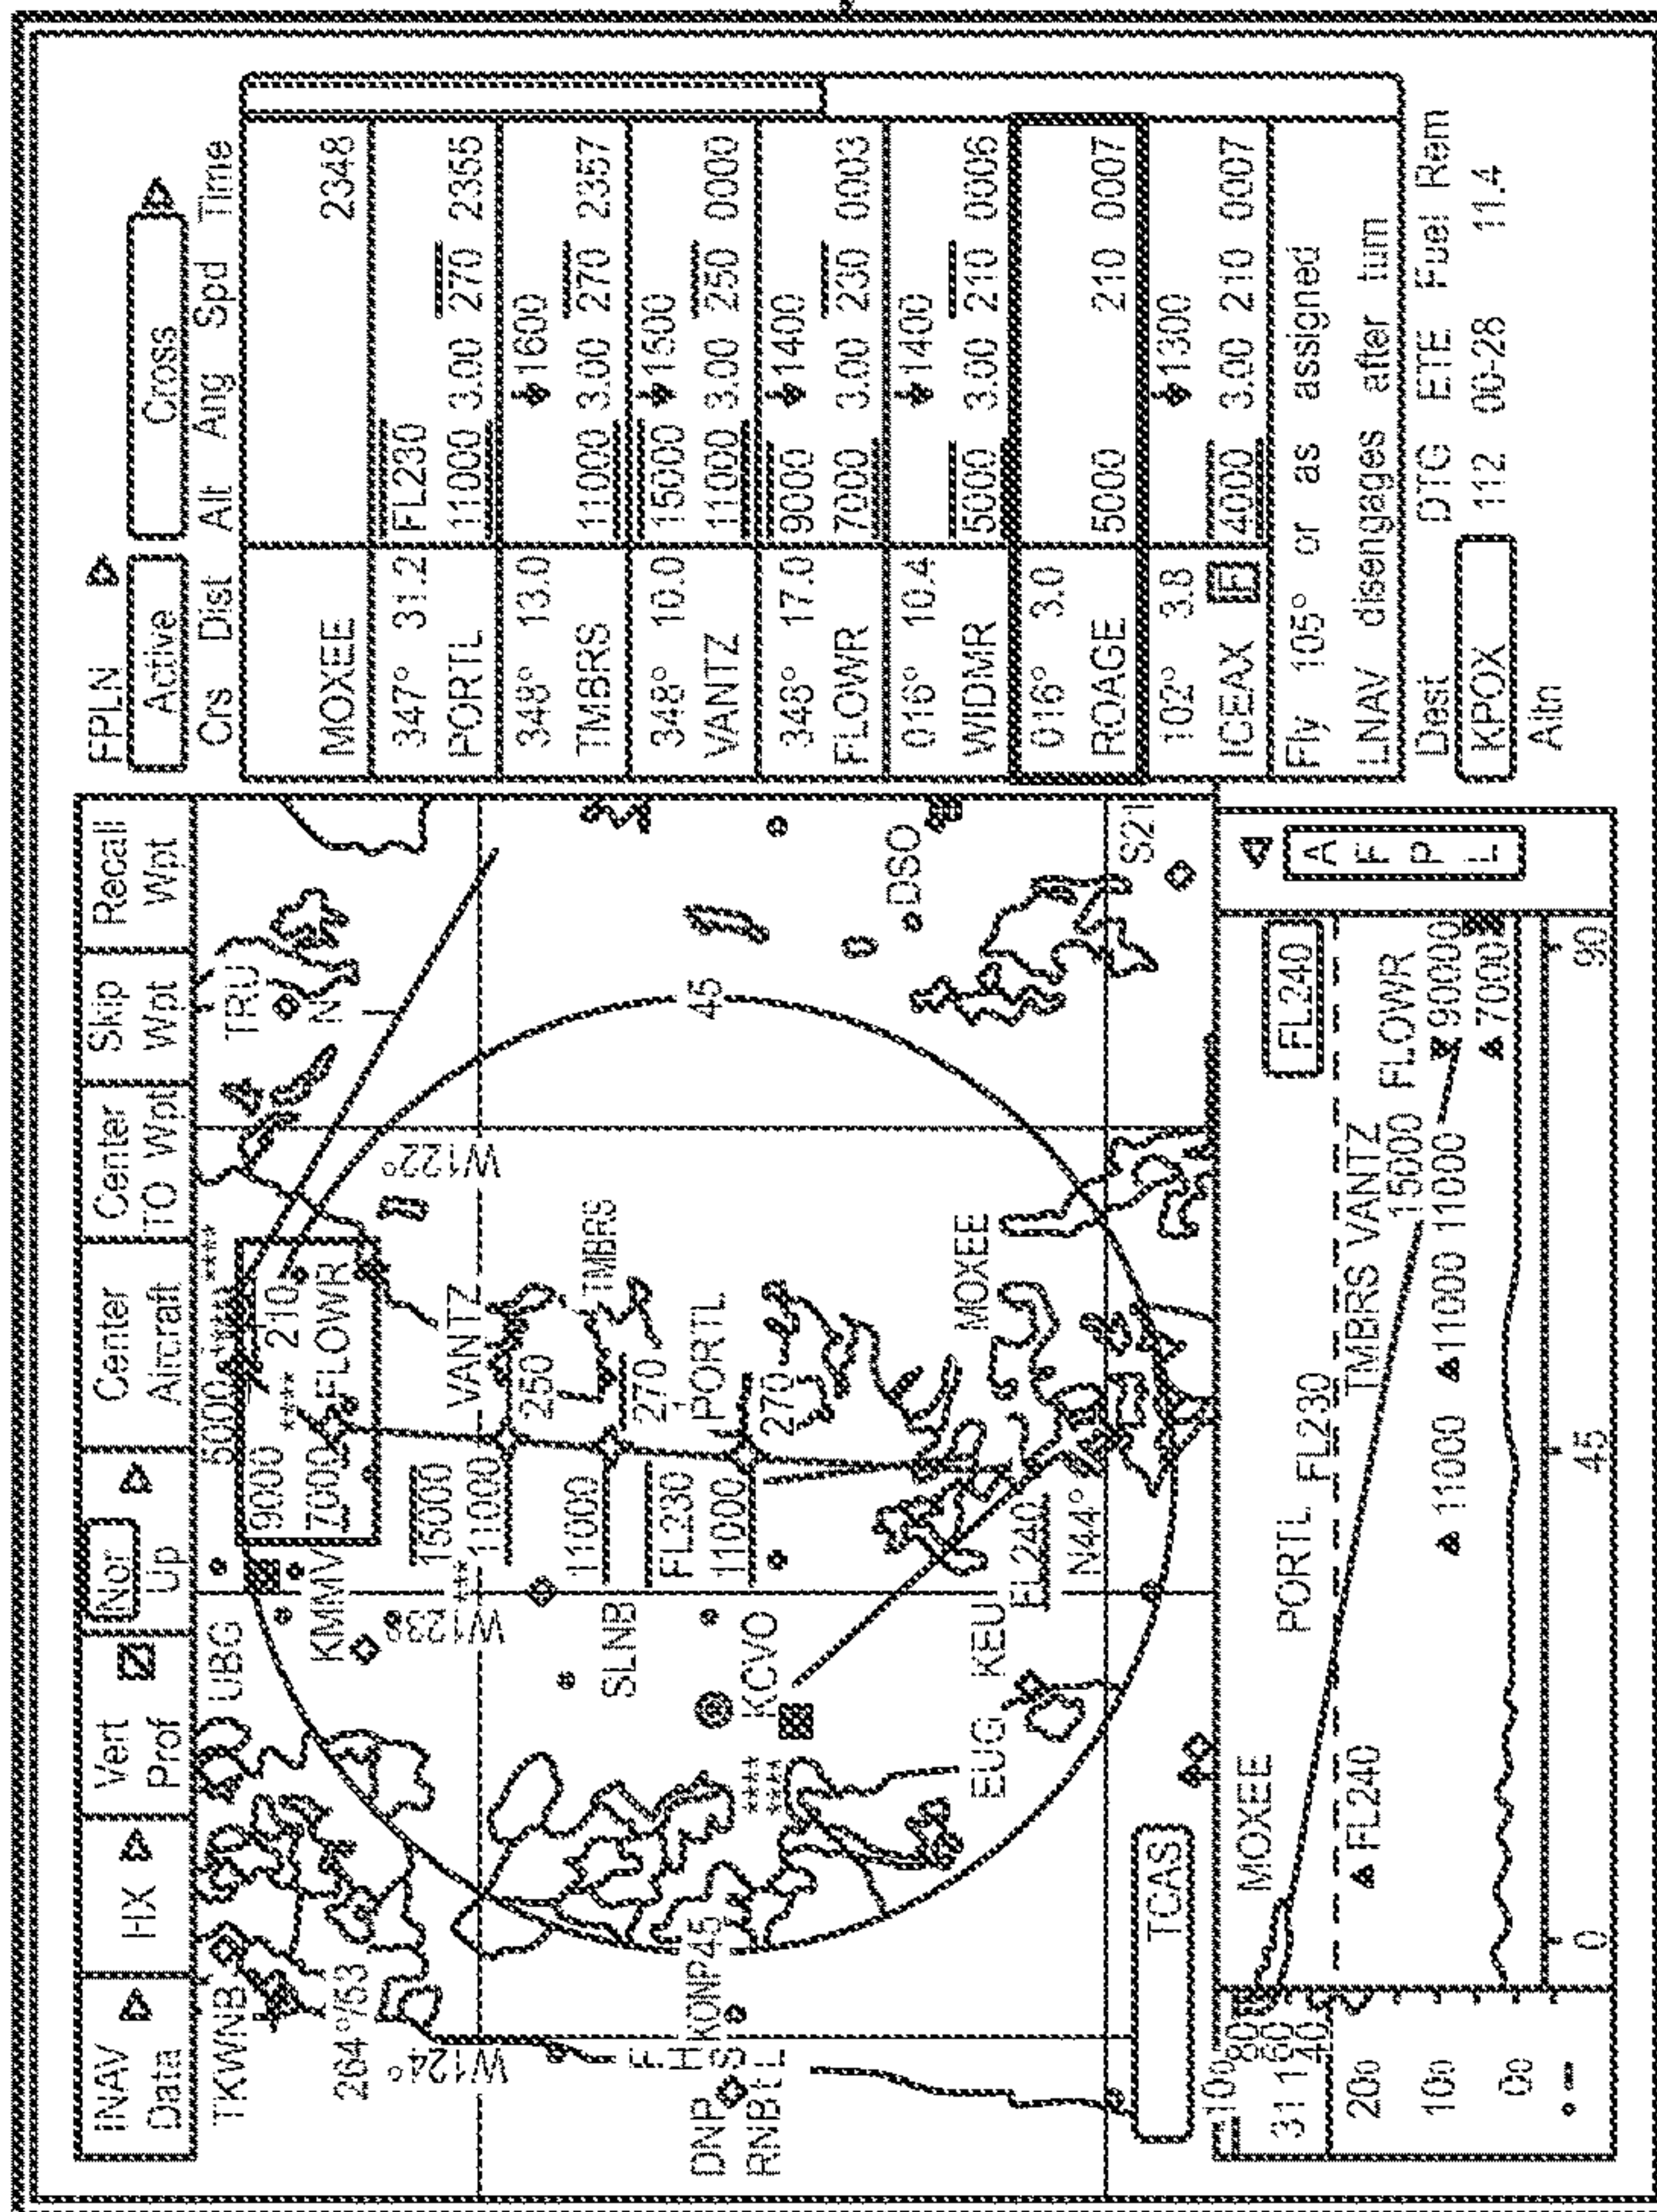 INAV Data
HX
Vert Prof
Nor Up
Center Aircraft
Center TO Wpt
Skip Wpt
Recall Wpt
TKWNB
UBG
5000
****
TRU
N
264°/53
KMMV
9000
**** 210
7000
FLOWR
W124°
W123°
W122°
15000
11000
VANTZ
250
****
11000
TMBRS
270
SLNB
FL230
11000
PORTL
270
KONP
45
45
DNP
RNBt
KCVO
****
****
DSO
EUG
KEU
FL240
MOXEE
N44°
S21
TCAS
FPLN
Active
Cross
Crs Dist Alt Ang Spd Time
MOXEE 2348
347° 31.2 FL230
PORTL 11000 3.00 270 2355
348° 13.0 1600
TMBRS 11000 3.00 270 2357
348° 10.0 15000 1500
VANTZ 11000 3.00 250 0000
348° 17.0 9000 1400
FLOWR 7000 3.00 230 0003
016° 10.4 1400
WIDMR 5000 3.00 210 0006
016° 3.0 5000
ROAGE 210 0007
102° 3.8 1300
ICEAX IF 4000 3.00 210 0007
Fly 105° or as assigned
LNAV disengages after turn
Dest DTG ETE Fuel Rem
KPOX 112 00-28 11.4
Altn
MOXEE
PORTL FL230
FL240
FL240
TMBRS VANTZ
15000 FLOWR
11000 11000 11000 90000
7000
0 45 90
A
F
P
L
200
100
00